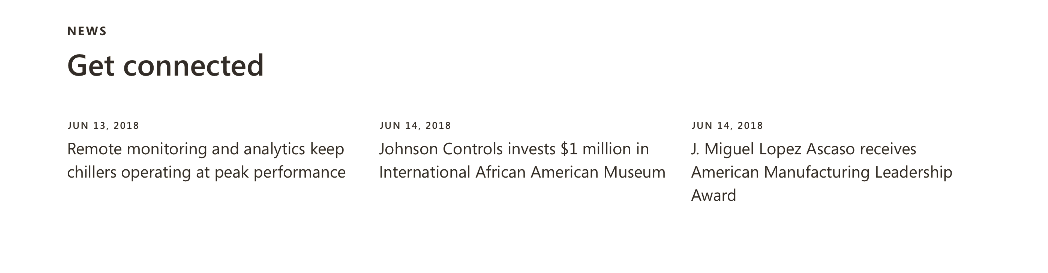 NEWS
Get connected
JUN 13, 2018
Remote monitoring and analytics keep
chillers operating at peak performance
JUN 14, 2018
Johnson Controls invests $1 million in
International African American Museum
JUN 14, 2018
J. Miguel Lopez Ascaso receives
American Manufacturing Leadership
Award